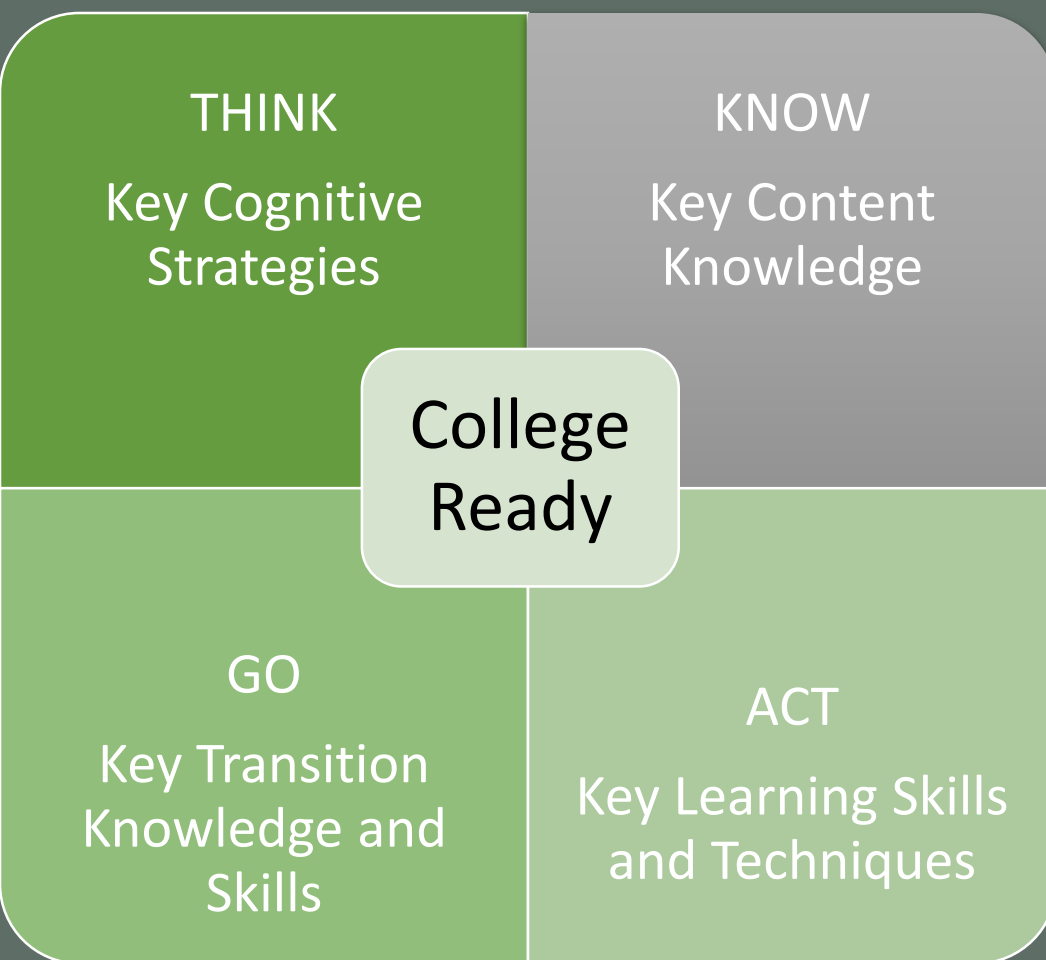 THINK
Key Cognitive
Strategies
KNOW
Key Content
Knowledge
College
Ready
GO
Key Transition
Knowledge and
Skills
ACT
Key Learning Skills
and Techniques